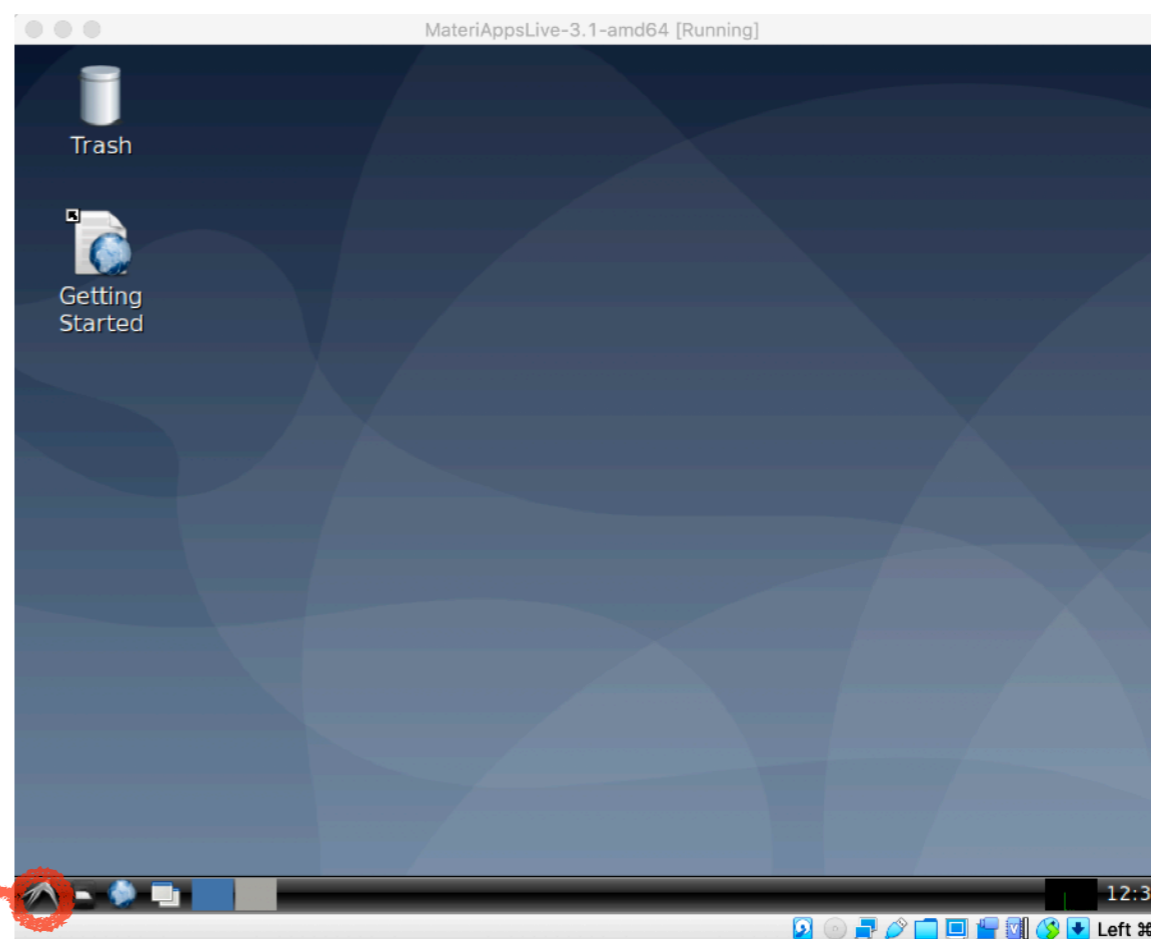 MateriAppsLive-3.1-amd64 [Running]
Trash
Getting
Started
12:3
Left ⌘